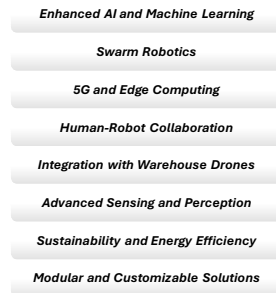 Enhanced AI and Machine Learning
Swarm Robotics
5G and Edge Computing
Human-Robot Collaboration
Integration with Warehouse Drones
Advanced Sensing and Perception
Sustainability and Energy Efficiency
Modular and Customizable Solutions